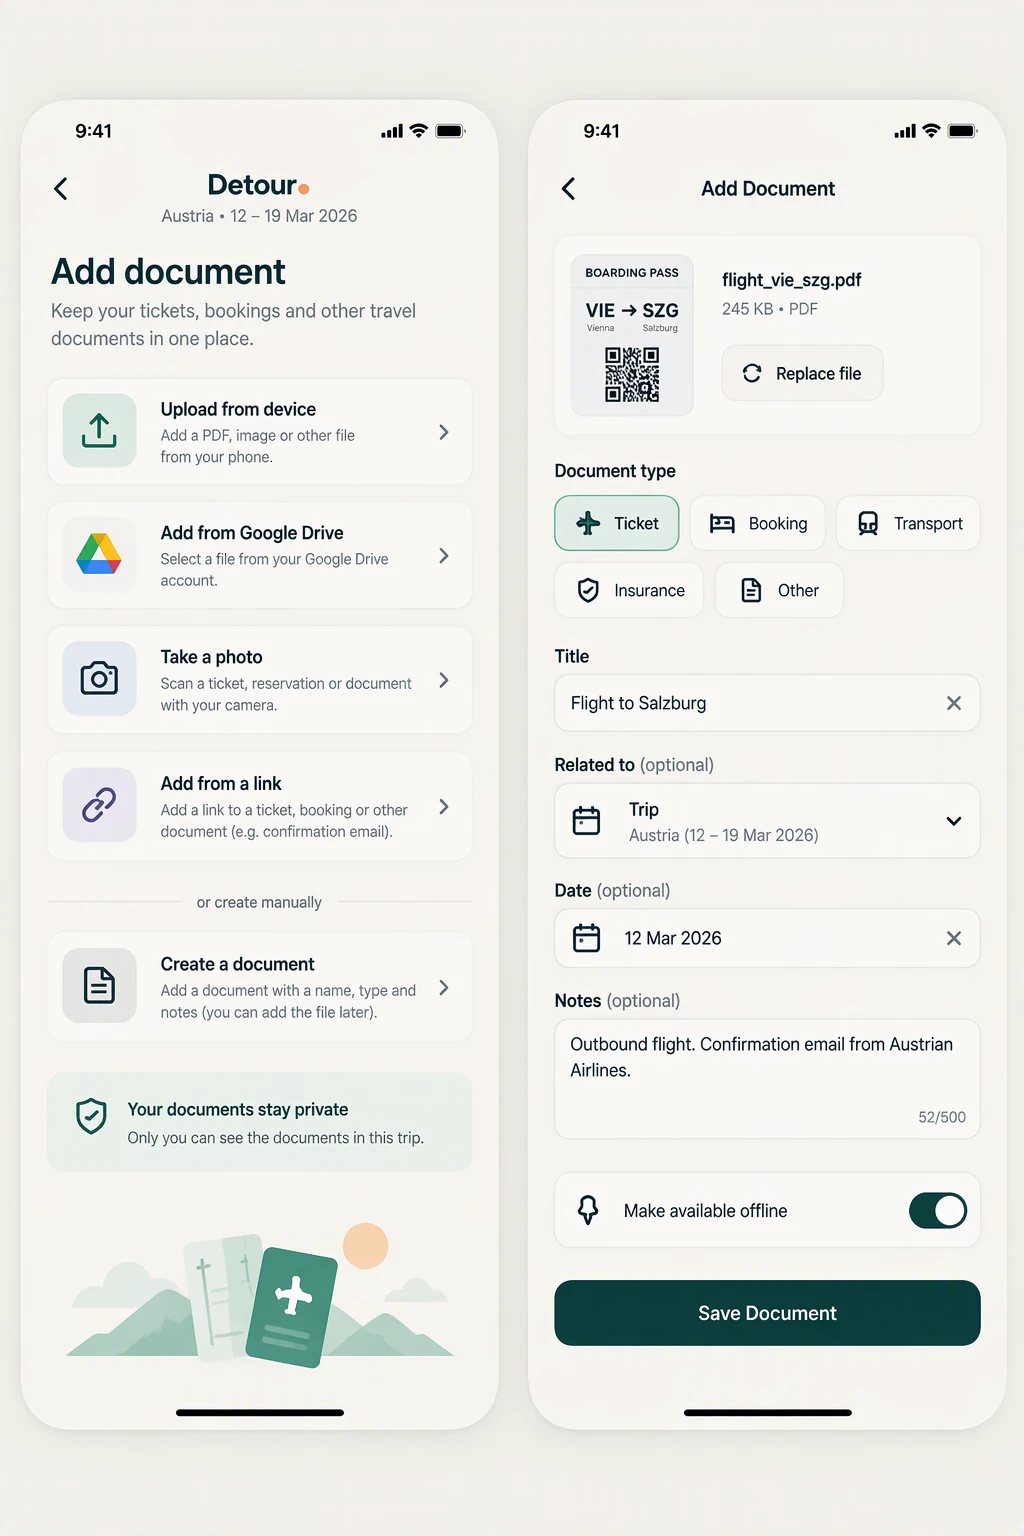 9:41
Detour.
Austria • 12 – 19 Mar 2026
Add document
Keep your tickets, bookings and other travel
documents in one place.
Upload from device
Add a PDF, image or other file
from your phone.
Add from Google Drive
Select a file from your Google Drive
account.
Take a photo
Scan a ticket, reservation or document
with your camera.
Add from a link
Add a link to a ticket, booking or other
document (e.g. confirmation email).
or create manually
Create a document
Add a document with a name, type and
notes (you can add the file later).
Your documents stay private
Only you can see the documents in this trip.
9:41
Add Document
BOARDING PASS
VIE → SZG
Vienna Salzburg
flight_vie_szg.pdf
245 KB • PDF
Replace file
Document type
Ticket Booking Transport
Insurance Other
Title
Flight to Salzburg
Related to (optional)
Trip
Austria (12 – 19 Mar 2026)
Date (optional)
12 Mar 2026
Notes (optional)
Outbound flight. Confirmation email from Austrian
Airlines.
52/500
Make available offline
Save Document